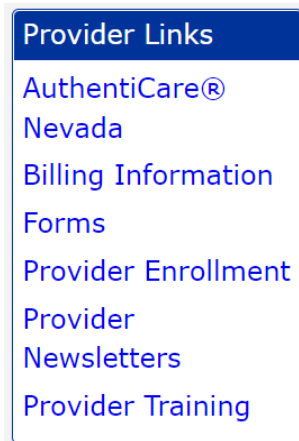 Provider Links
AuthentiCare®
Nevada
Billing Information
Forms
Provider Enrollment
Provider
Newsletters
Provider Training